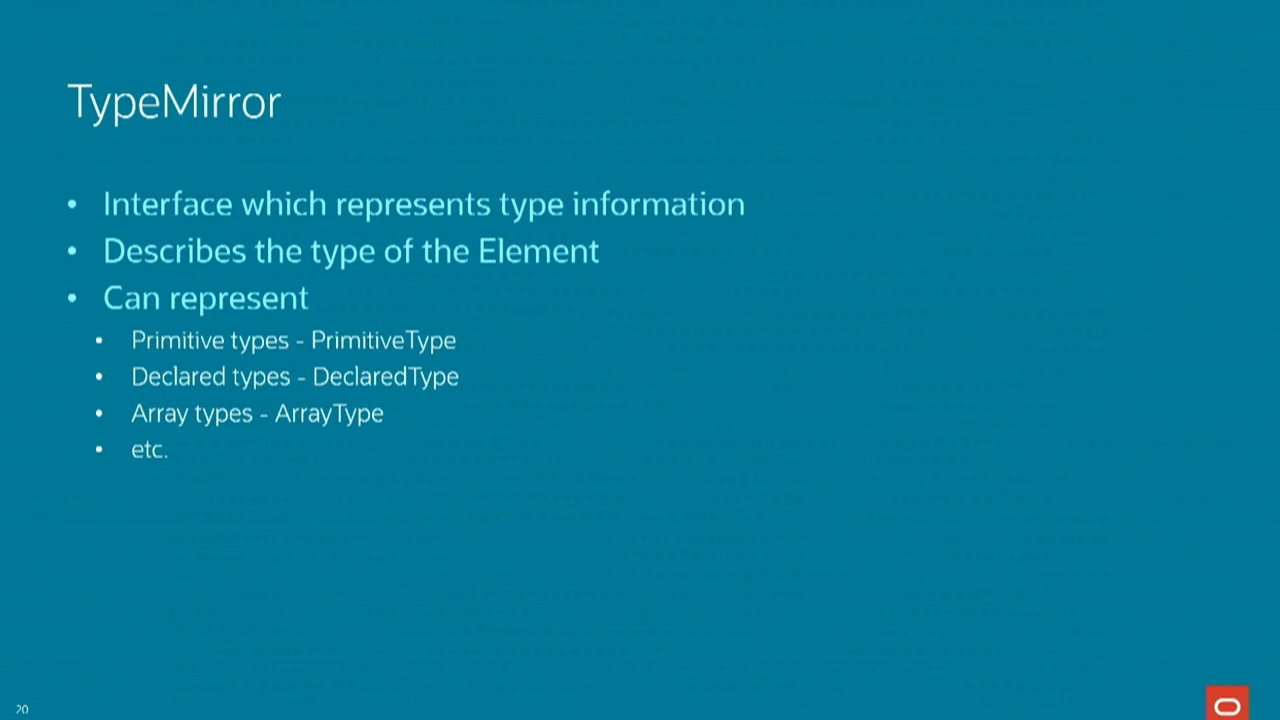 TypeMirror
• Interface which represents type information
• Describes the type of the Element
• Can represent
• Primitive types - PrimitiveType
• Declared types - DeclaredType
• Array types - ArrayType
• etc.
20